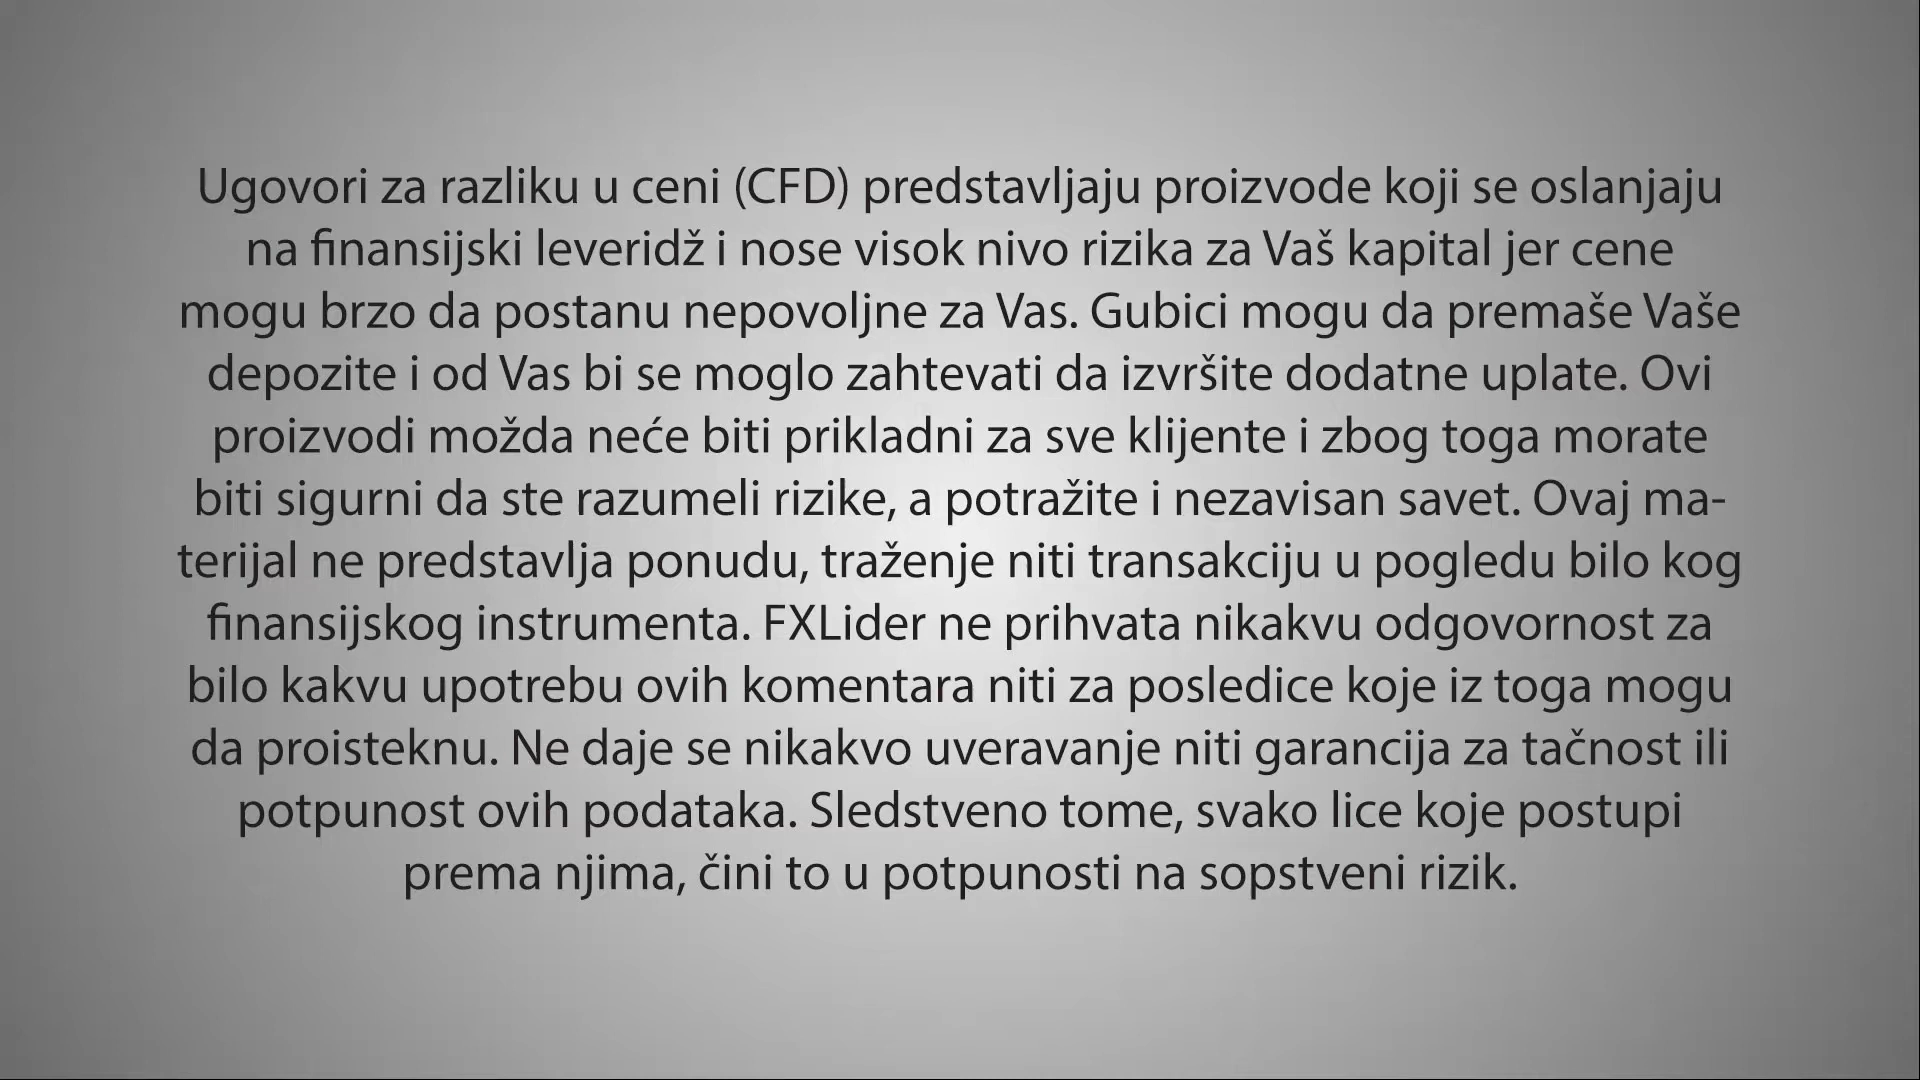 Ugovori za razliku u ceni (CFD) predstavljaju proizvode koji se oslanjaju
na finansijski leveridž i nose visok nivo rizika za Vaš kapital jer cene
mogu brzo da postanu nepovoljne za Vas. Gubici mogu da premaše Vaše
depozite i od Vas bi se moglo zahtevati da izvršite dodatne uplate. Ovi
proizvodi možda neće biti prikladni za sve klijente i zbog toga morate
biti sigurni da ste razumeli rizike, a potražite i nezavisan savet. Ovaj ma-
terijal ne predstavlja ponudu, traženje niti transakciju u pogledu bilo kog
finansijskog instrumenta. FXLider ne prihvata nikakvu odgovornost za
bilo kakvu upotrebu ovih komentara niti za posledice koje iz toga mogu
da proisteknu. Ne daje se nikakvo uveravanje niti garancija za tačnost ili
potpunost ovih podataka. Sledstveno tome, svako lice koje postupi
prema njima, čini to u potpunosti na sopstveni rizik.